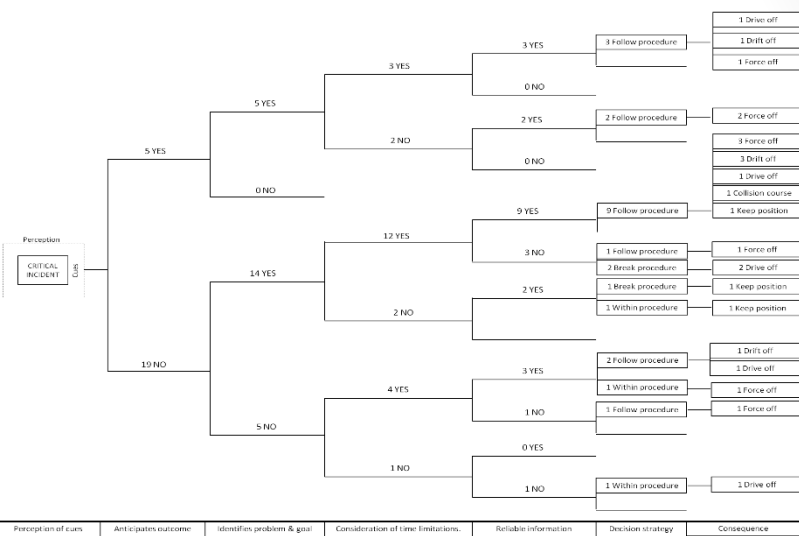 1 Drive off
3 YES
3 Follow procedure
1 Drift off
3 YES
1 Force off
0 NO
5 YES
2 YES
2 Follow procedure
2 Force off
2 NO
3 Force off
5 YES
0 NO
3 Drift off
1 Drive off
0 NO
1 Collision course
9 YES
9 Follow procedure
1 Keep position
Perception
12 YES
3 NO
1 Follow procedure
1 Force off
CRITICAL
INCIDENT
Cues
14 YES
2 Break procedure
2 Drive off
2 YES
1 Break procedure
1 Keep position
2 NO
1 Within procedure
1 Keep position
1 Drift off
19 NO
3 YES
2 Follow procedure
1 Drive off
4 YES
1 Within procedure
1 Force off
1 NO
1 Follow procedure
1 Force off
5 NO
0 YES
1 NO
1 NO
1 Within procedure
1 Drive off
Perception of cues
Anticipates outcome
Identifies problem & goal
Consideration of time limitations.
Reliable information
Decision strategy
Consequence